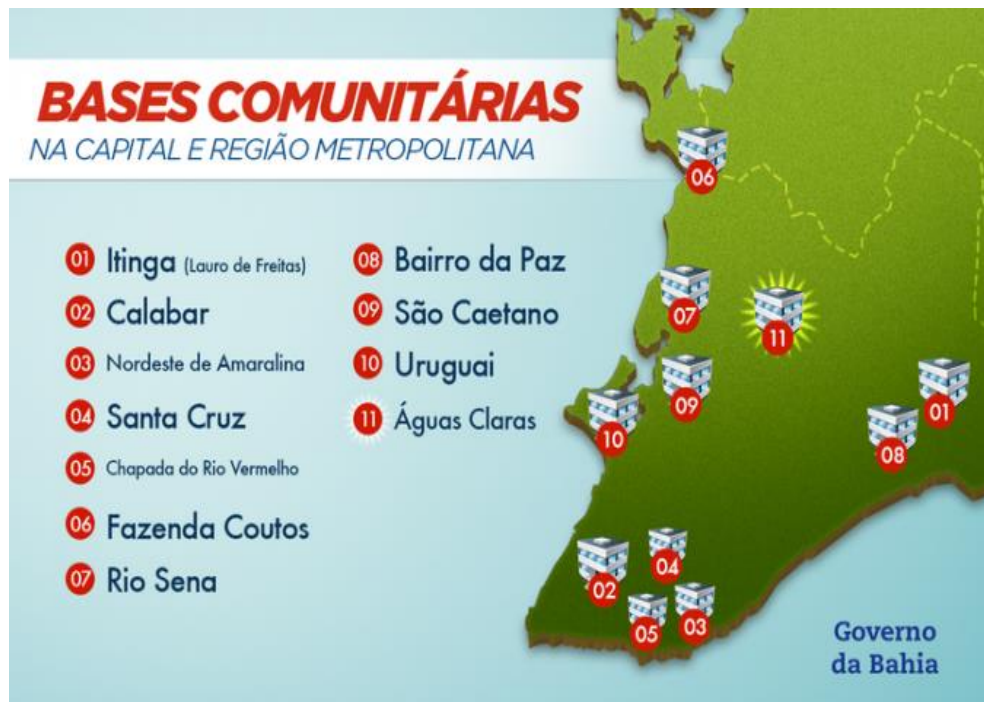 BASES COMUNITÁRIAS
NA CAPITAL E REGIÃO METROPOLITANA
01 Itinga (Lauro de Freitas)
02 Calabar
03 Nordeste de Amaralina
04 Santa Cruz
05 Chapada do Rio Vermelho
06 Fazenda Coutos
07 Rio Sena
08 Bairro da Paz
09 São Caetano
10 Uruguai
11 Águas Claras
06
07
11
09
10
01
08
04
02
05
03
Governo
da Bahia